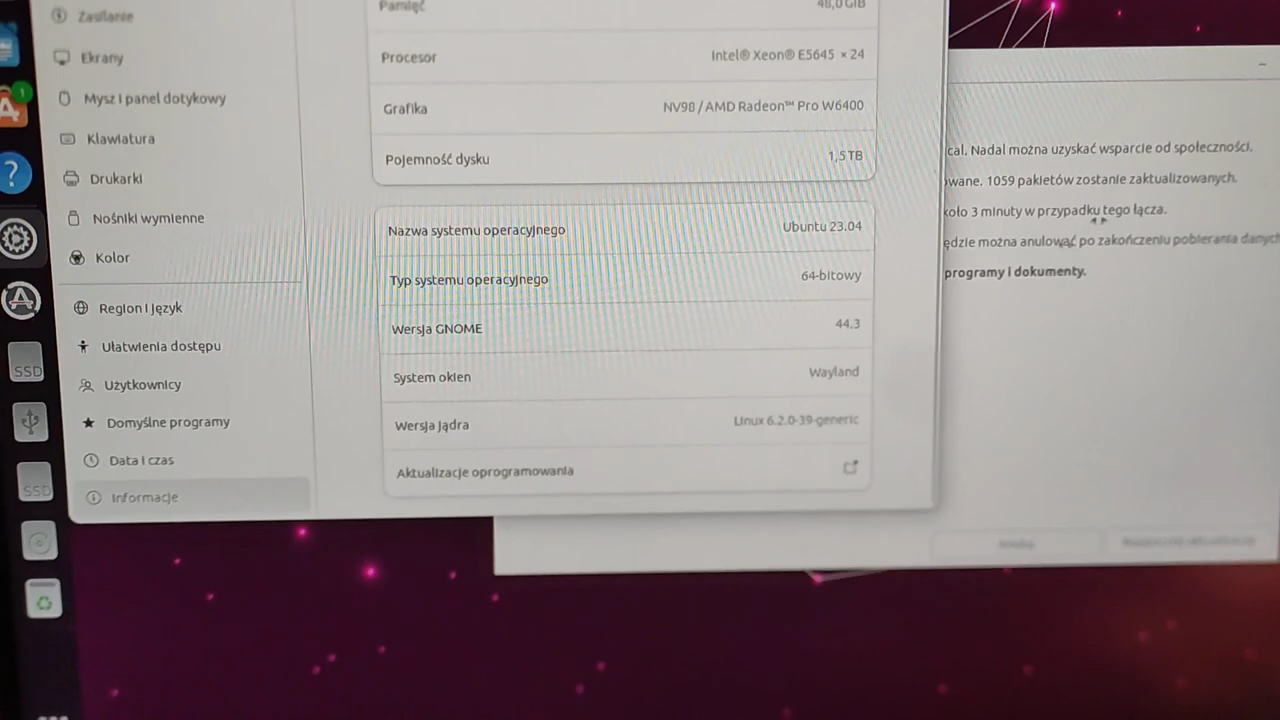 Zasilanie
Ekrany
Mysz i panel dotykowy
Klawiatura
Drukarki
Nośniki wymienne
Kolor
Region i język
Ułatwienia dostępu
Użytkownicy
Domyślne programy
Data i czas
Informacje
Pamięć 48,0 GiB
Procesor Intel® Xeon® E5645 × 24
Grafika NV98 / AMD Radeon™ Pro W6400
Pojemność dysku 1,5 TB
Nazwa systemu operacyjnego Ubuntu 23.04
Typ systemu operacyjnego 64-bitowy
Wersja GNOME 44.3
System okien Wayland
Wersja jądra Linux 6.2.0-39-generic
Aktualizacje oprogramowania
cal. Nadal można uzyskać wsparcie od społeczności.
wane. 1059 pakietów zostanie zaktualizowanych.
koło 3 minuty w przypadku tego łącza.
ędzie można anulować po zakończeniu pobierania danych
programy i dokumenty.
1
?
A
SSD
SSD